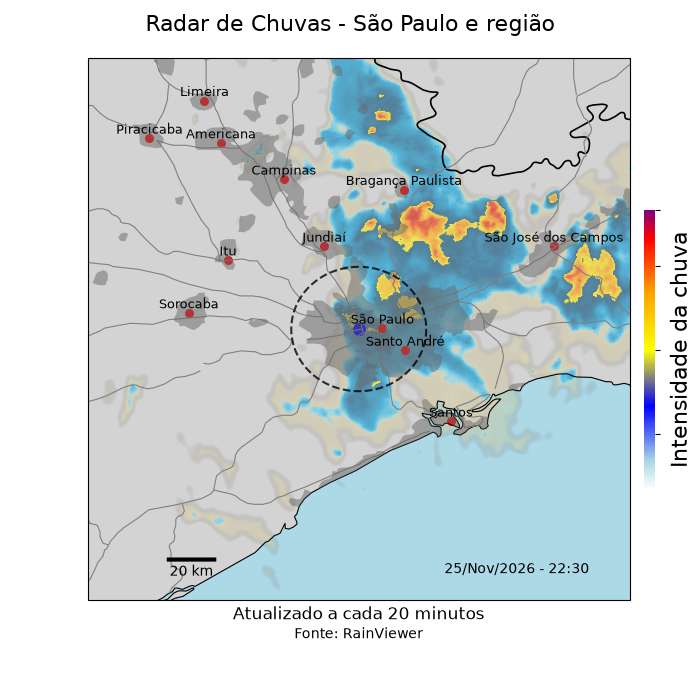 Radar de Chuvas - São Paulo e região
Limeira
Piracicaba
Americana
Campinas
Bragança Paulista
Jundiaí
São José dos Campos
Itu
Sorocaba
São Paulo
Santo André
Santos
Intensidade da chuva
20 km
25/Nov/2026 - 22:30
Atualizado a cada 20 minutos
Fonte: RainViewer